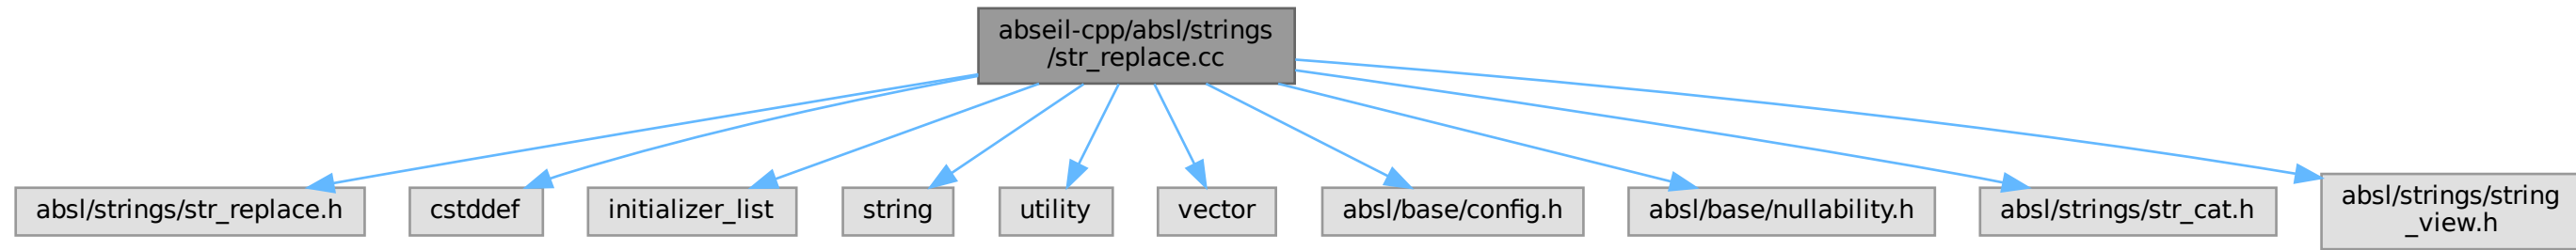 abseil-cpp/absl/strings
/str_replace.cc
absl/strings/str_replace.h
cstddef
initializer_list
string
utility
vector
absl/base/config.h
absl/base/nullability.h
absl/strings/str_cat.h
absl/strings/string
_view.h